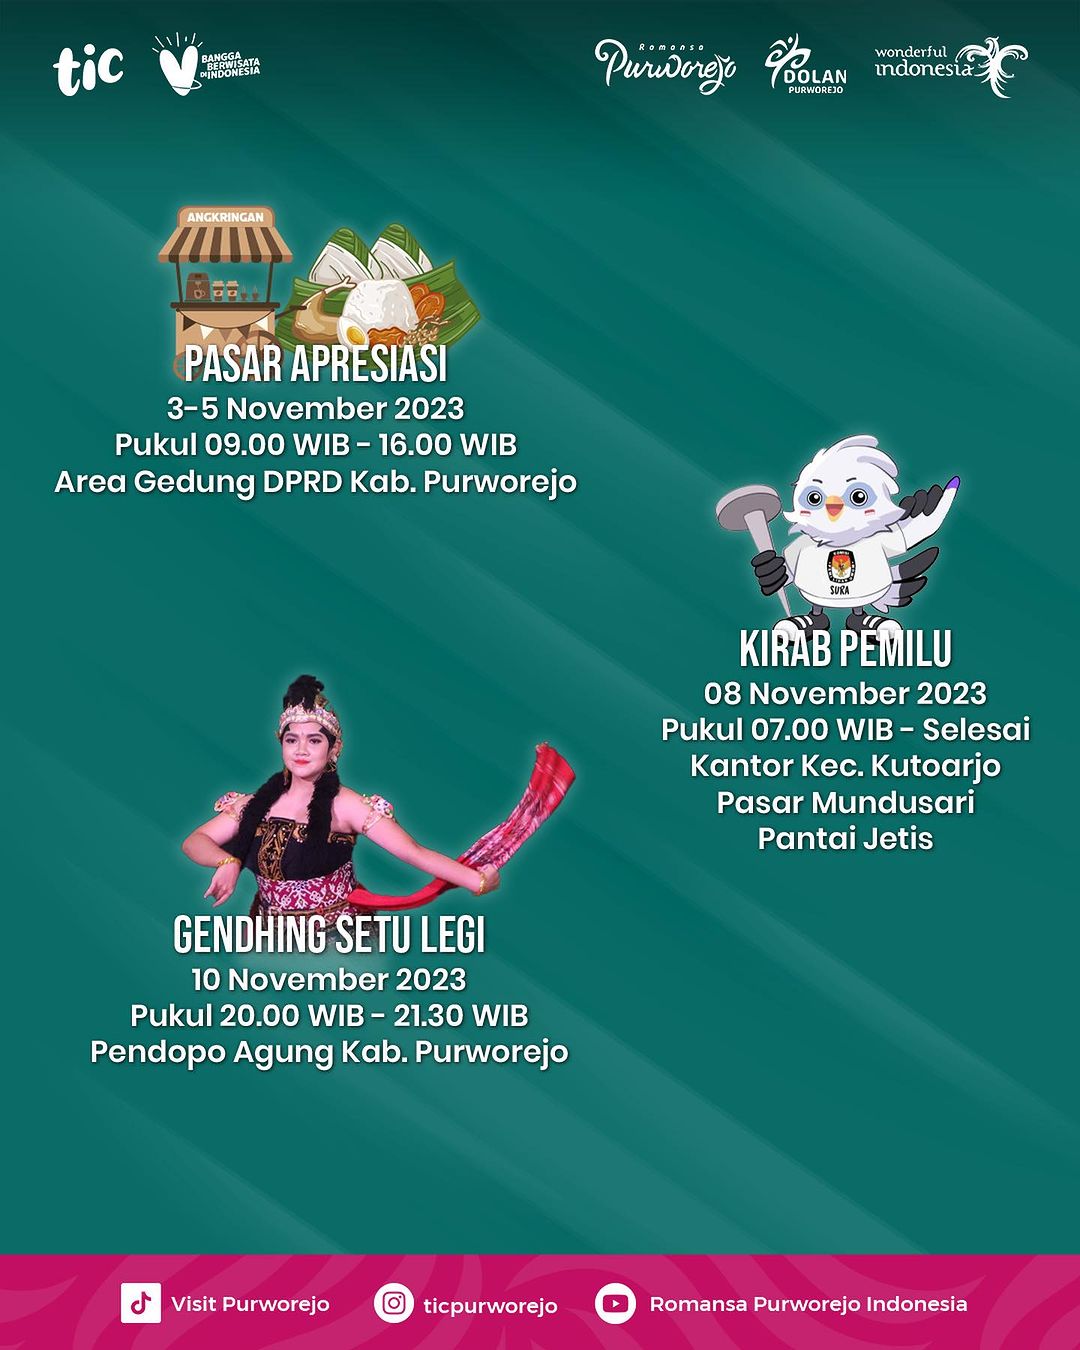 tic
BANGGA
BERWISATA
DI INDONESIA
Romansa
Purworejo
DOLAN
PURWOREJO
wonderful
indonesia
ANGKRINGAN
PASAR APRESIASI
3-5 November 2023
Pukul 09.00 WIB - 16.00 WIB
Area Gedung DPRD Kab. Purworejo
SURA
KIRAB PEMILU
08 November 2023
Pukul 07.00 WIB - Selesai
Kantor Kec. Kutoarjo
Pasar Mundusari
Pantai Jetis
GENDHING SETU LEGI
10 November 2023
Pukul 20.00 WIB - 21.30 WIB
Pendopo Agung Kab. Purworejo
Visit Purworejo
ticpurworejo
Romansa Purworejo Indonesia